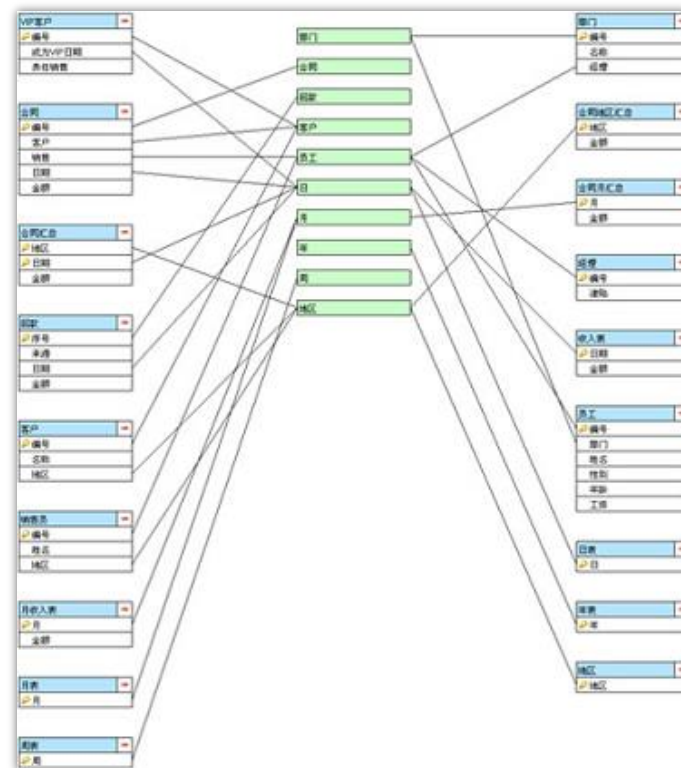 VIP客户
编号
成为VIP日期
责任销售
合同
编号
客户
销售
日期
金额
合同汇总
地区
日期
金额
回款
序号
来源
日期
金额
客户
编号
名称
地区
销售员
编号
姓名
地区
月收入表
月
金额
月表
月
周表
周
部门
合同
回款
客户
员工
日
月
年
周
地区
部门
编号
名称
经理
合同地区汇总
地区
金额
合同月汇总
月
金额
经理
编号
津贴
收入表
日期
金额
员工
编号
部门
姓名
性别
年龄
工资
日表
日
年表
年
地区
地区